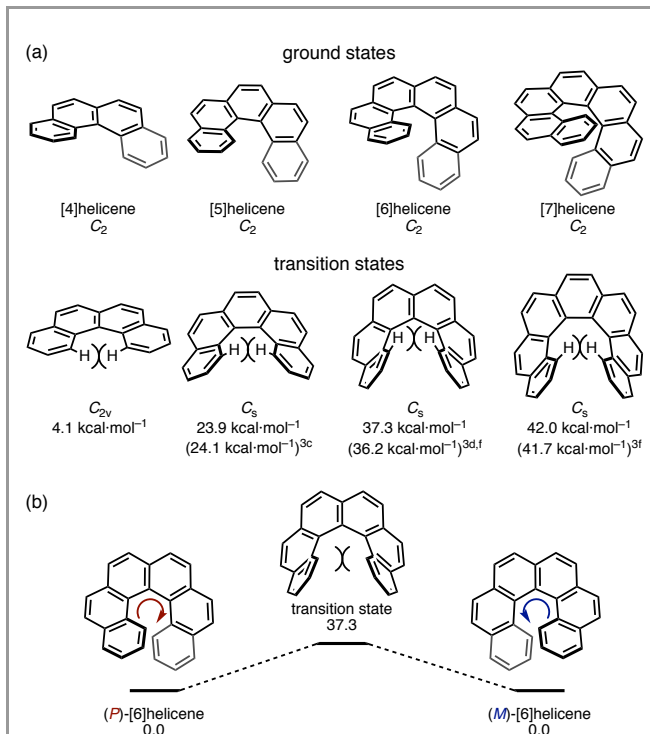 (a)
ground states
[4]helicene [5]helicene [6]helicene [7]helicene
C₂ C₂ C₂ C₂
transition states
H H H H H H H H
C₂ᵥ Cₛ Cₛ Cₛ
4.1 kcal·mol⁻¹ 23.9 kcal·mol⁻¹ 37.3 kcal·mol⁻¹ 42.0 kcal·mol⁻¹
(24.1 kcal·mol⁻¹)³ᶜ (36.2 kcal·mol⁻¹)³ᵈ,ᶠ (41.7 kcal·mol⁻¹)³ᶠ
(b)
transition state
37.3
(P)-[6]helicene (M)-[6]helicene
0.0 0.0